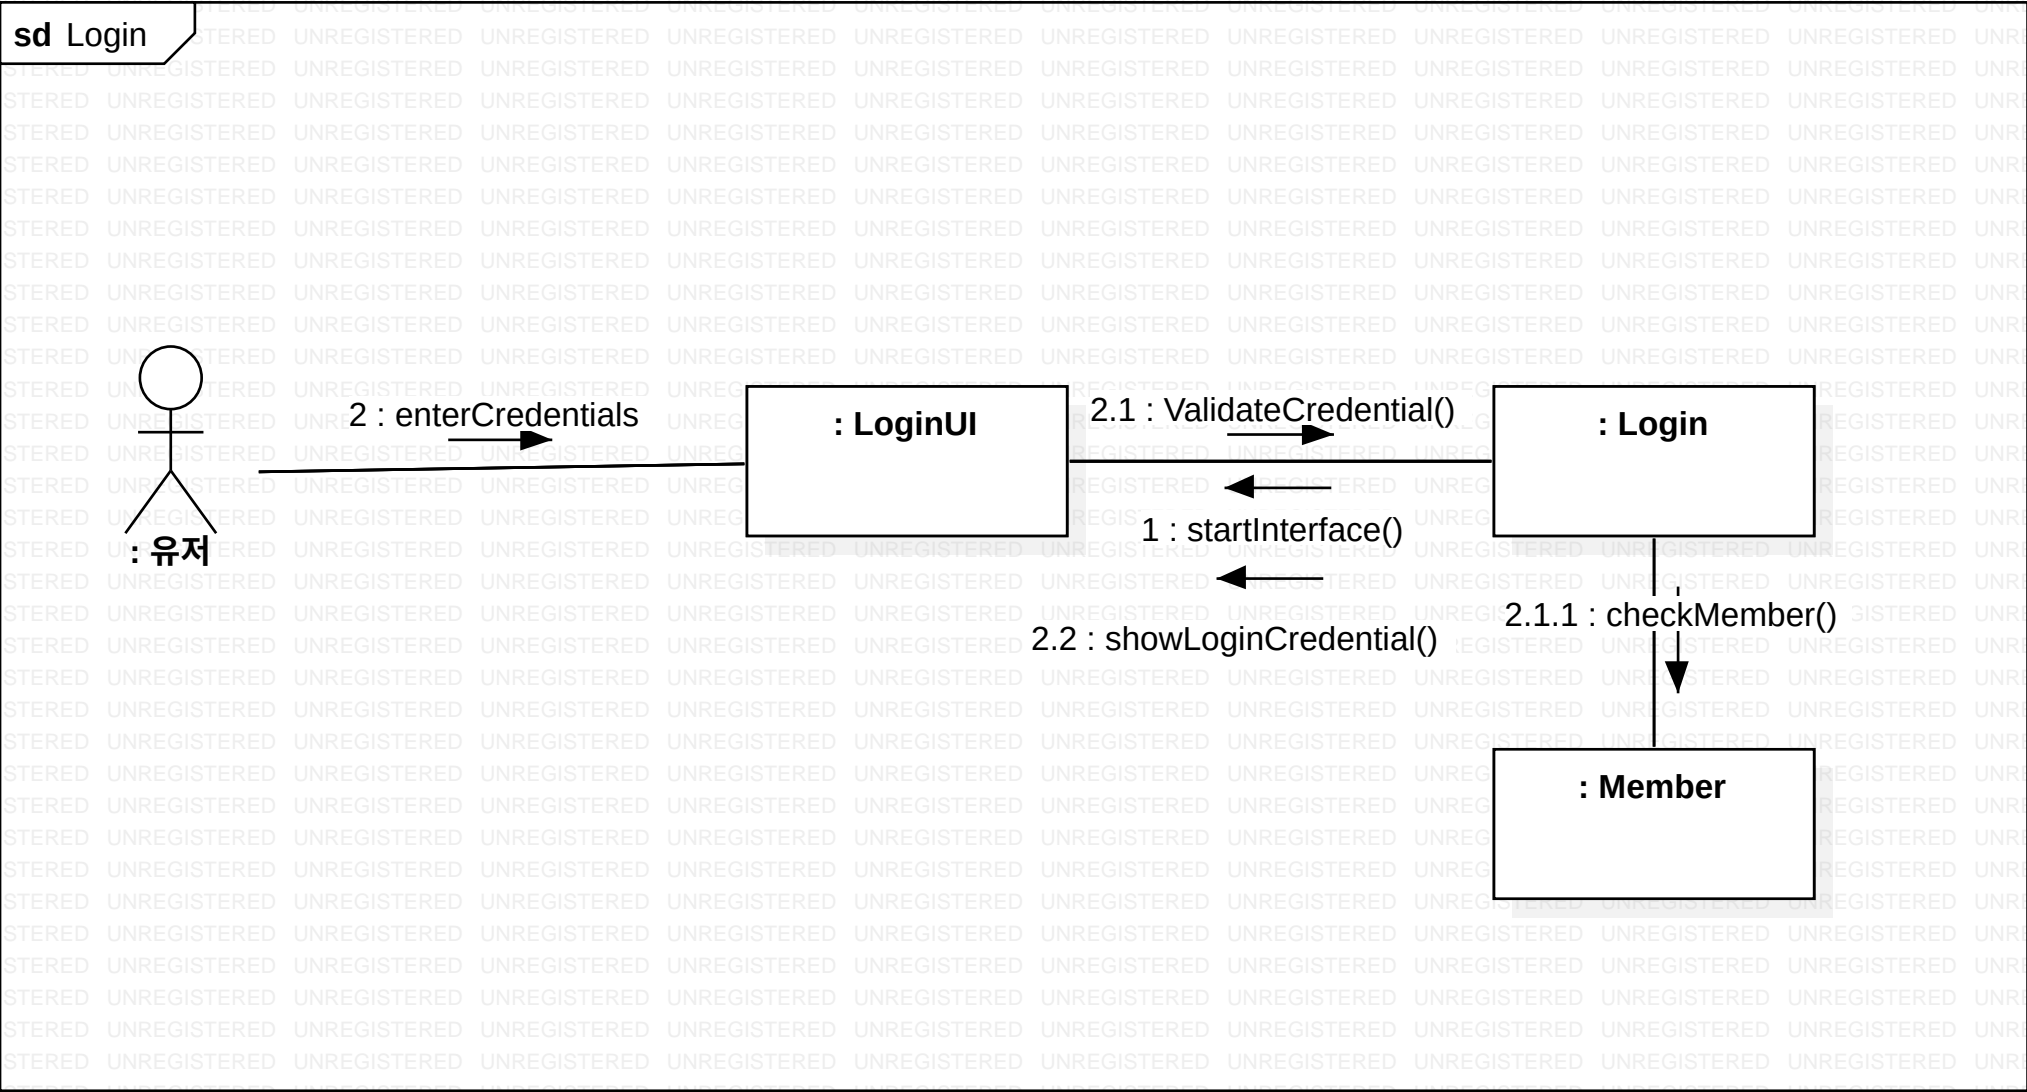 sd Login
2 : enterCredentials
: LoginUI
2.1 : ValidateCredential()
: Login
1 : startInterface()
: 유저
2.1.1 : checkMember()
2.2 : showLoginCredential()
: Member
UNREGISTERED